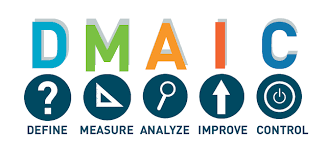 DMAIC
?
DEFINE MEASURE ANALYZE IMPROVE CONTROL